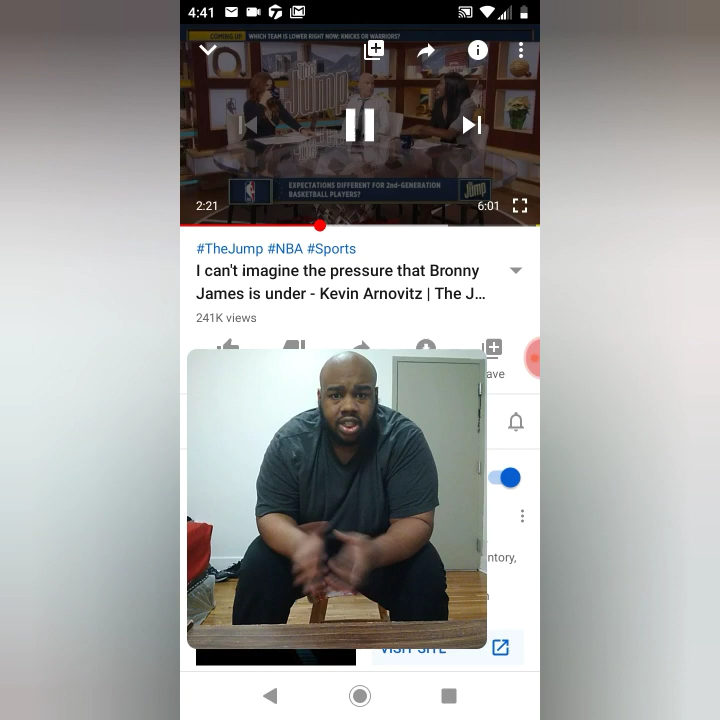 4:41
COMING UP WHICH TEAM IS LOWER RIGHT NOW: KNICKS OR WARRIORS?
The
Jump
EXPECTATIONS DIFFERENT FOR 2nd-GENERATION
BASKETBALL PLAYERS?
Jump
2:21
6:01
#TheJump #NBA #Sports
I can't imagine the pressure that Bronny
James is under - Kevin Arnovitz | The J...
241K views
ave
ntory,
VISIT SITE